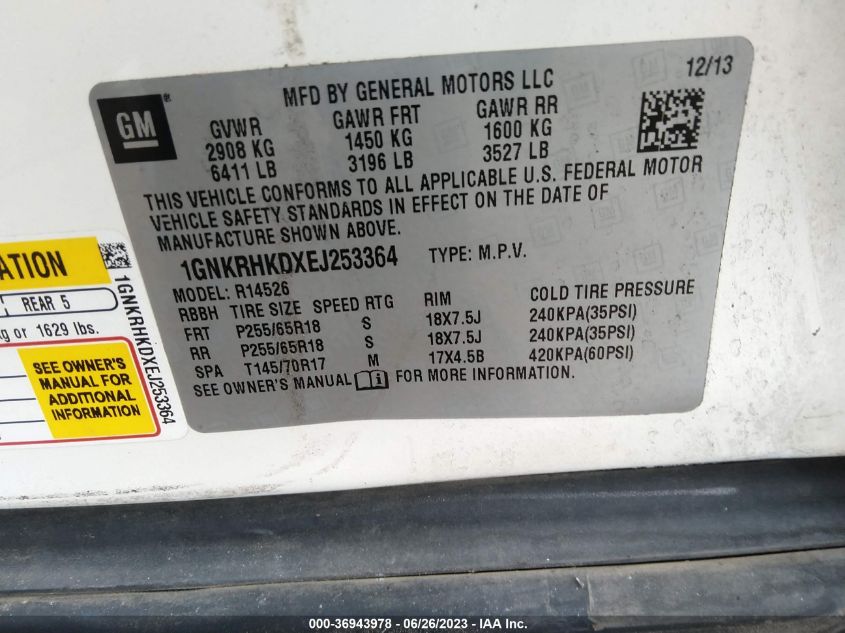 12/13
MFD BY GENERAL MOTORS LLC
GM ®
GVWR GAWR FRT GAWR RR
2908 KG 1450 KG 1600 KG
6411 LB 3196 LB 3527 LB
THIS VEHICLE CONFORMS TO ALL APPLICABLE U.S. FEDERAL MOTOR
VEHICLE SAFETY STANDARDS IN EFFECT ON THE DATE OF
MANUFACTURE SHOWN ABOVE.
1GNKRHKDXEJ253364 TYPE: M.P.V.
MODEL: R14526
RBBH TIRE SIZE SPEED RTG RIM COLD TIRE PRESSURE
FRT P255/65R18 S 18X7.5J 240KPA(35PSI)
RR P255/65R18 S 18X7.5J 240KPA(35PSI)
SPA T145/70R17 M 17X4.5B 420KPA(60PSI)
SEE OWNER'S MANUAL i FOR MORE INFORMATION.
ATION
REAR 5
kg or 1629 lbs.
SEE OWNER'S
MANUAL FOR
ADDITIONAL
INFORMATION
1GNKRHKDXEJ253364
000-36943978 - 06/26/2023 - © Copyright IAA, LLC.